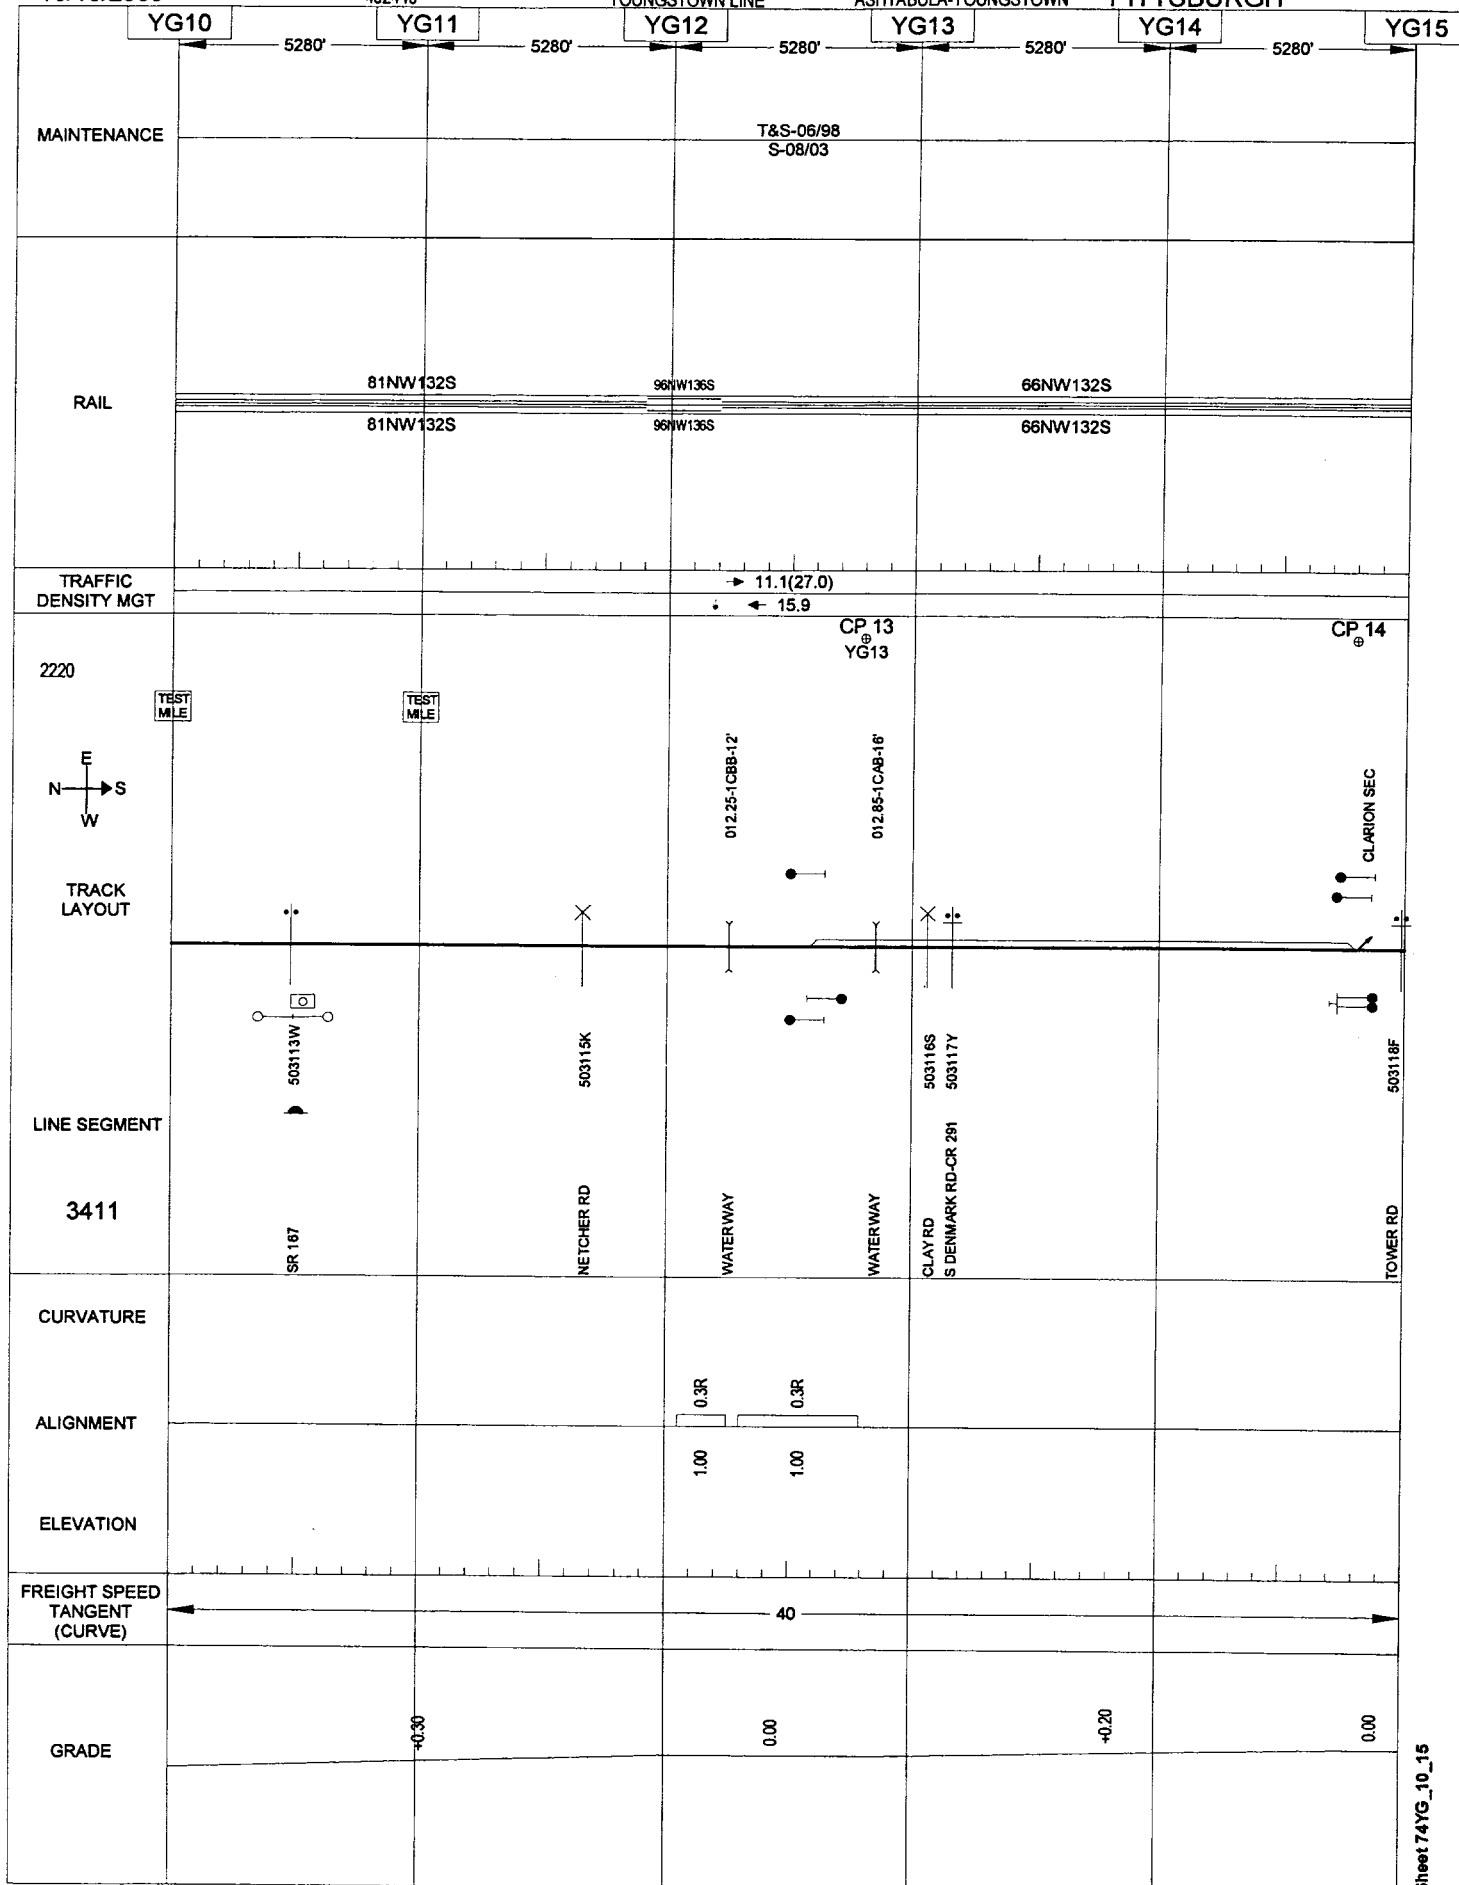 YOUNGSTOWN LINE
ASHTABULA-YOUNGSTOWN
PITTSBURGH
YG10
YG11
YG12
YG13
YG14
YG15
5280'
5280'
5280'
5280'
5280'
MAINTENANCE
T&S-06/98
S-08/03
RAIL
81NW132S
96NW136S
66NW132S
81NW132S
96NW136S
66NW132S
TRAFFIC
DENSITY MGT
11.1(27.0)
15.9
CP 13
YG13
CP 14
2220
TEST
MILE
TEST
MILE
E
N
S
W
012.25-1CBB-12'
012.85-1CAB-16'
CLARION SEC
TRACK
LAYOUT
503113W
503115K
503116S
503117Y
503118F
LINE SEGMENT
3411
SR 167
NETCHER RD
WATERWAY
WATERWAY
CLAY RD
S DENMARK RD-CR 291
TOWER RD
CURVATURE
0.3R
0.3R
ALIGNMENT
1.00
1.00
ELEVATION
FREIGHT SPEED
TANGENT
(CURVE)
40
GRADE
+0.30
0.00
+0.20
0.00
Sheet 74YG_10_15